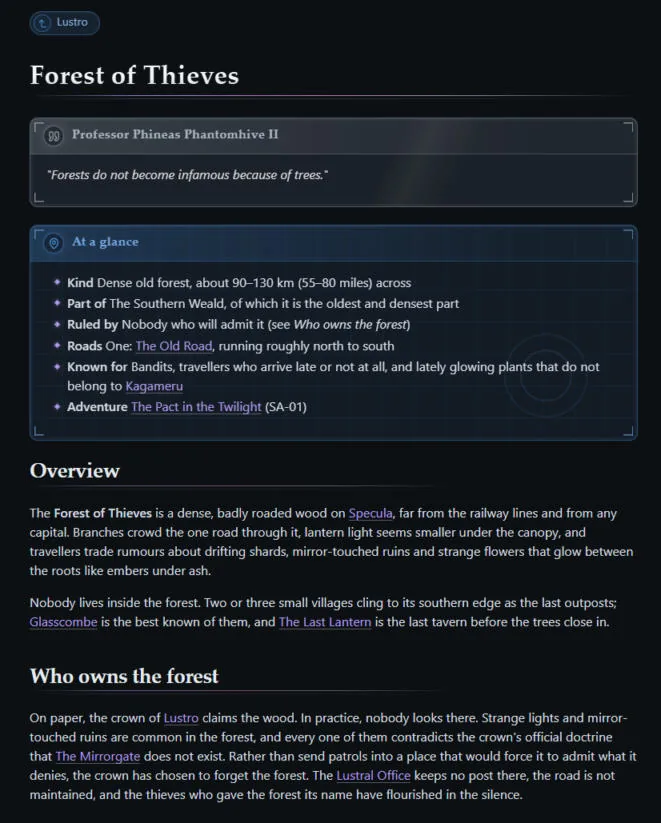 Lustro
Forest of Thieves
Professor Phineas Phantomhive II
"Forests do not become infamous because of trees."
At a glance
Kind Dense old forest, about 90–130 km (55–80 miles) across
Part of The Southern Weald, of which it is the oldest and densest part
Ruled by Nobody who will admit it (see Who owns the forest)
Roads One: The Old Road, running roughly north to south
Known for Bandits, travellers who arrive late or not at all, and lately glowing plants that do not
belong to Kagameru
Adventure The Pact in the Twilight (SA-01)
Overview
The Forest of Thieves is a dense, badly roaded wood on Specula, far from the railway lines and from any
capital. Branches crowd the one road through it, lantern light seems smaller under the canopy, and
travellers trade rumours about drifting shards, mirror-touched ruins and strange flowers that glow between
the roots like embers under ash.
Nobody lives inside the forest. Two or three small villages cling to its southern edge as the last outposts;
Glasscombe is the best known of them, and The Last Lantern is the last tavern before the trees close in.
Who owns the forest
On paper, the crown of Lustro claims the wood. In practice, nobody looks there. Strange lights and mirror-
touched ruins are common in the forest, and every one of them contradicts the crown's official doctrine
that The Mirrorgate does not exist. Rather than send patrols into a place that would force it to admit what it
denies, the crown has chosen to forget the forest. The Lustral Office keeps no post there, the road is not
maintained, and the thieves who gave the forest its name have flourished in the silence.